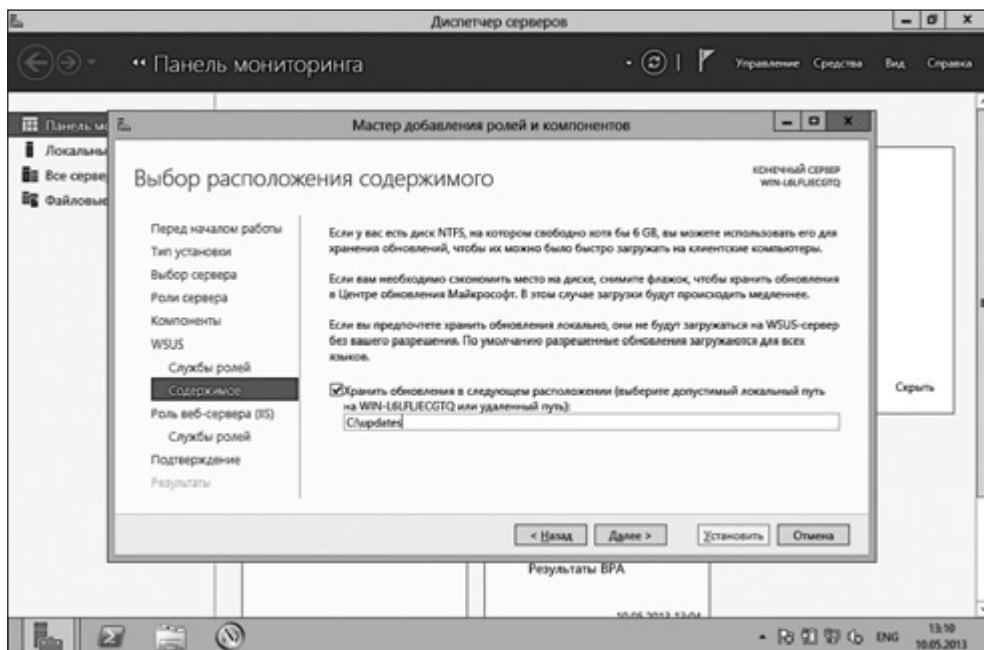 Диспетчер серверов
Панель мониторинга
Управление Средства Вид Справка
Панель мо
Локальны
Все серве
Файловые
Мастер добавления ролей и компонентов
Выбор расположения содержимого
КОНЕЧНЫЙ СЕРВЕР
WIN-L6LFLJECGTQ
Перед началом работы
Тип установки
Выбор сервера
Роли сервера
Компоненты
WSUS
Службы ролей
Содержимое
Роль веб-сервера (IIS)
Службы ролей
Подтверждение
Результаты
Если у вас есть диск NTFS, на котором свободно хотя бы 6 GB, вы можете использовать его для
хранения обновлений, чтобы их можно было быстро загружать на клиентские компьютеры.
Если вам необходимо сэкономить место на диске, снимите флажок, чтобы хранить обновления
в Центре обновления Майкрософт. В этом случае загрузки будут происходить медленнее.
Если вы предпочтете хранить обновления локально, они не будут загружаться на WSUS-сервер
без вашего разрешения. По умолчанию разрешенные обновления загружаются для всех
языков.
Хранить обновления в следующем расположении (выберите допустимый локальный путь
на WIN-L6LFLJECGTQ или удаленный путь):
C:\updates
Скрыть
< Назад
Далее >
Установить
Отмена
Результаты BPA
10.05.2013 13:04
ENG
13:10
10.05.2013